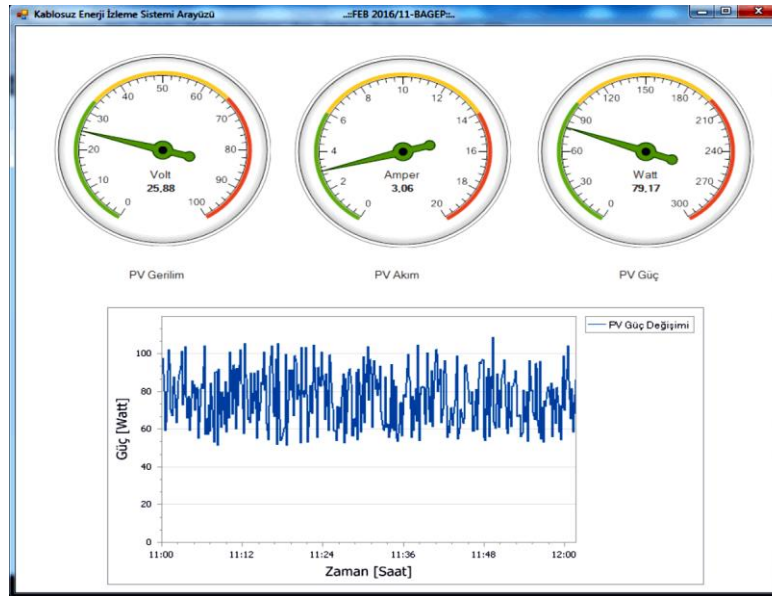 Kablosuz Enerji İzleme Sistemi Arayüzü
..::FEB 2016/11-BAGEP::..
0 10 20 30 40 50 60 70 80 90 100
Volt
25,88
0 2 4 6 8 10 12 14 16 18 20
Amper
3,06
0 30 60 90 120 150 180 210 240 270 300
Watt
79,17
PV Gerilim
PV Akım
PV Güç
PV Güç Değişimi
Güç [Watt]
100
80
60
40
20
0
11:00 11:12 11:24 11:36 11:48 12:00
Zaman [Saat]